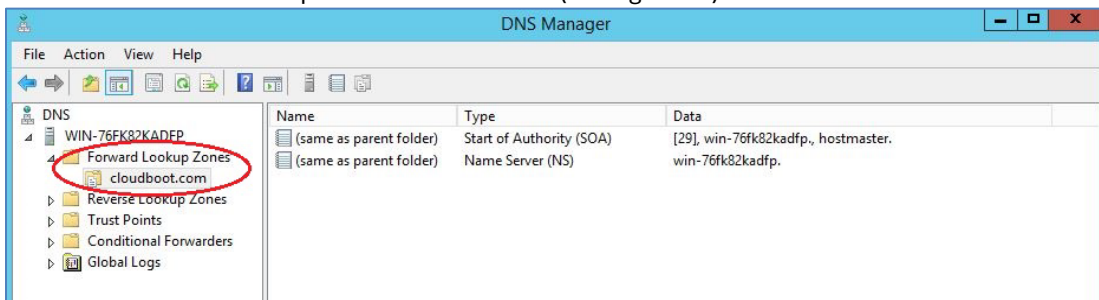 DNS Manager
File Action View Help
DNS
WIN-76FK82KADFP
Forward Lookup Zones
cloudboot.com
Reverse Lookup Zones
Trust Points
Conditional Forwarders
Global Logs
Name Type Data
(same as parent folder) Start of Authority (SOA) [29], win-76fk82kadfp., hostmaster.
(same as parent folder) Name Server (NS) win-76fk82kadfp.